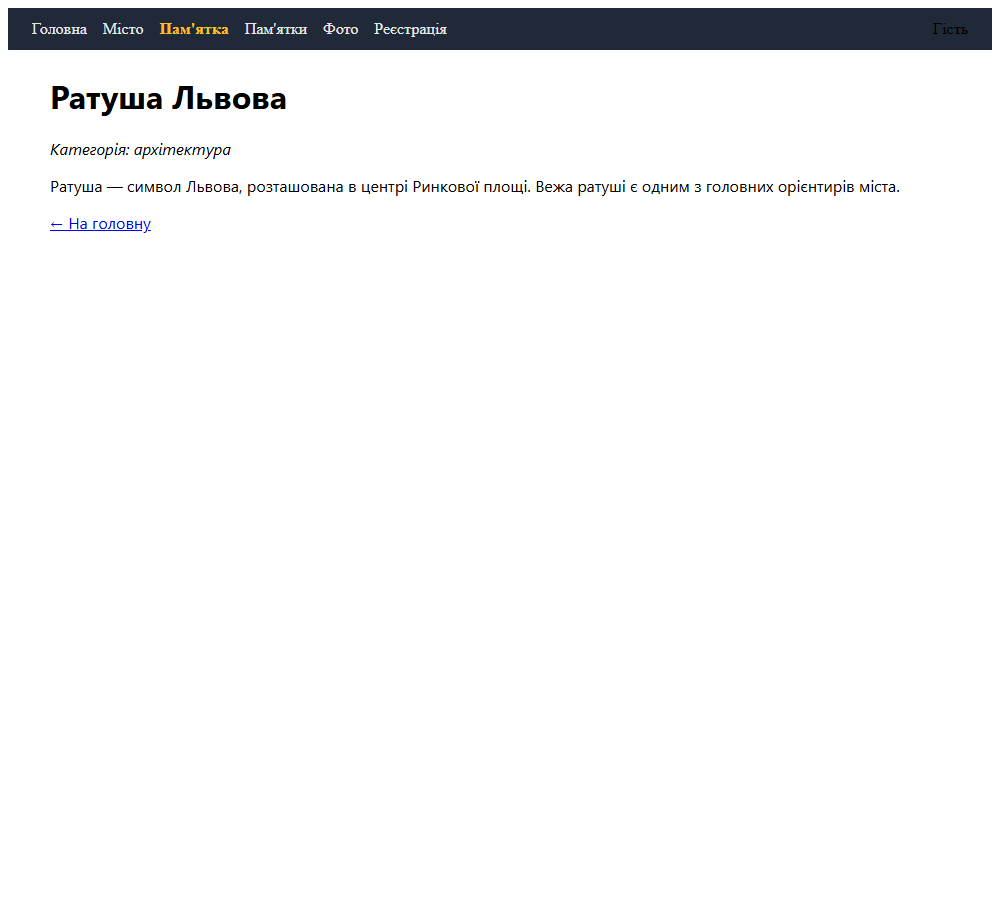 Головна Місто Пам'ятка Пам'ятки Фото Реєстрація Гість
Ратуша Львова
Категорія: архітектура
Ратуша — символ Львова, розташована в центрі Ринкової площі. Вежа ратуші є одним з головних орієнтирів міста.
← На головну